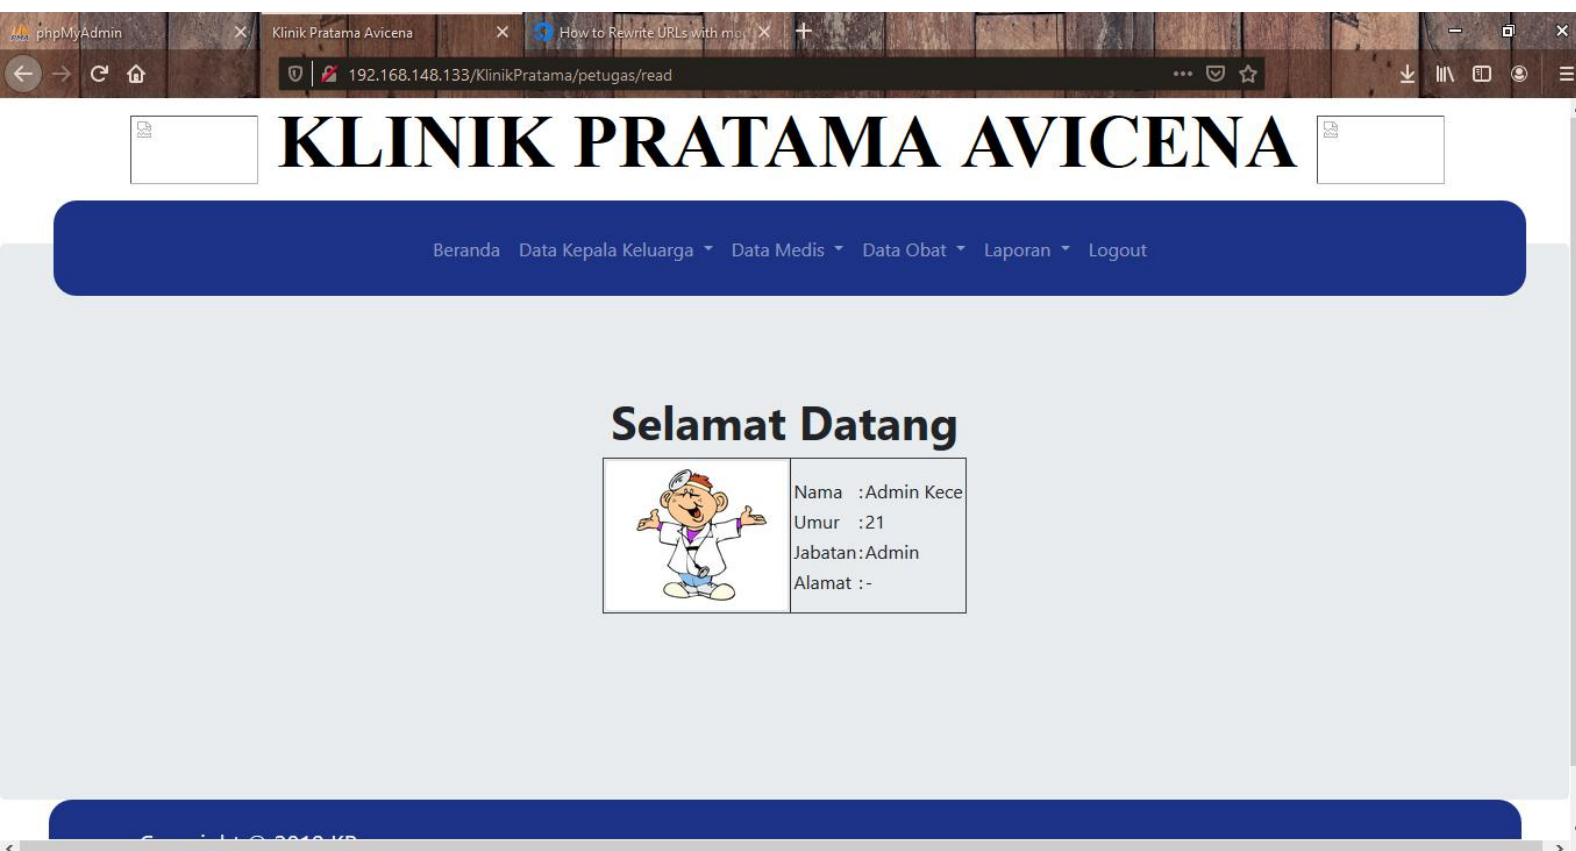 phpMyAdmin
Klinik Pratama Avicena
How to Rewrite URLs with mo
192.168.148.133/KlinikPratama/petugas/read
KLINIK PRATAMA AVICENA
Beranda Data Kepala Keluarga Data Medis Data Obat Laporan Logout
Selamat Datang
Nama :Admin Kece
Umur :21
Jabatan:Admin
Alamat :-